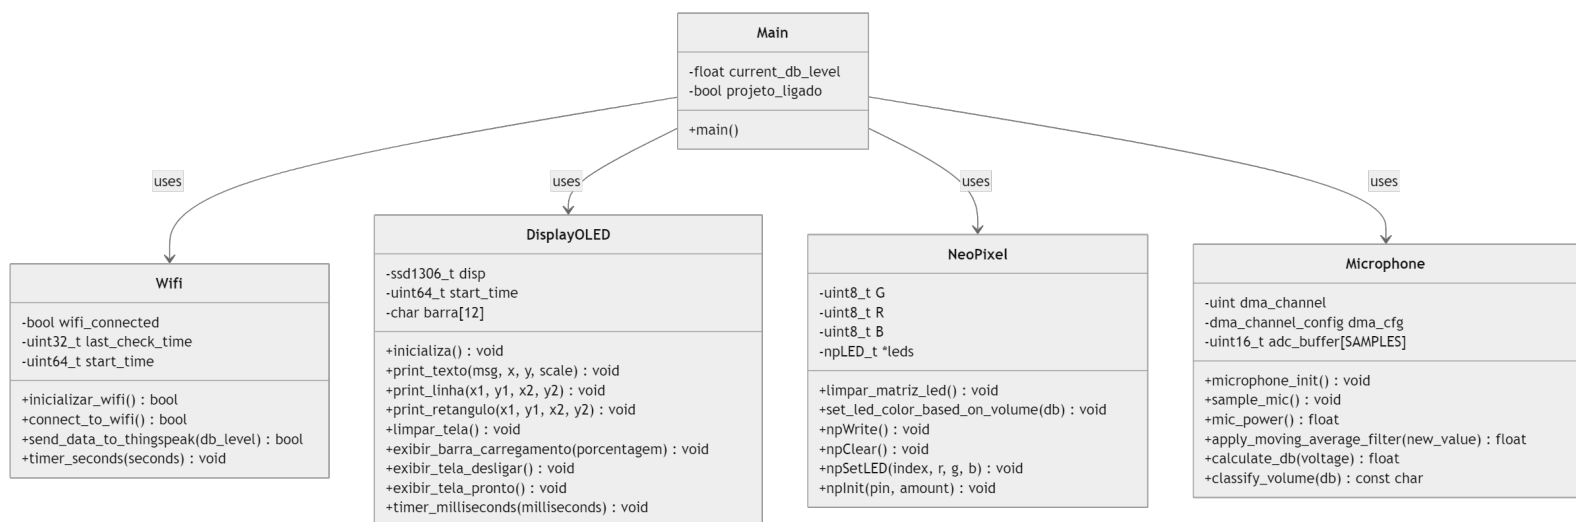 Main
-float current_db_level
-bool projeto_ligado
+main()
uses
uses
uses
uses
Wifi
-bool wifi_connected
-uint32_t last_check_time
-uint64_t start_time
+inicializar_wifi() : bool
+connect_to_wifi() : bool
+send_data_to_thingspeak(db_level) : bool
+timer_seconds(seconds) : void
DisplayOLED
-ssd1306_t disp
-uint64_t start_time
-char barra[12]
+inicializa() : void
+print_texto(msg, x, y, scale) : void
+print_linha(x1, y1, x2, y2) : void
+print_retangulo(x1, y1, x2, y2) : void
+limpar_tela() : void
+exibir_barra_carregamento(porcentagem) : void
+exibir_tela_desligar() : void
+exibir_tela_pronto() : void
+timer_milliseconds(milliseconds) : void
NeoPixel
-uint8_t G
-uint8_t R
-uint8_t B
-npLED_t *leds
+limpar_matriz_led() : void
+set_led_color_based_on_volume(db) : void
+npWrite() : void
+npClear() : void
+npSetLED(index, r, g, b) : void
+npInit(pin, amount) : void
Microphone
-uint dma_channel
-dma_channel_config dma_cfg
-uint16_t adc_buffer[SAMPLES]
+microphone_init() : void
+sample_mic() : void
+mic_power() : float
+apply_moving_average_filter(new_value) : float
+calculate_db(voltage) : float
+classify_volume(db) : const char